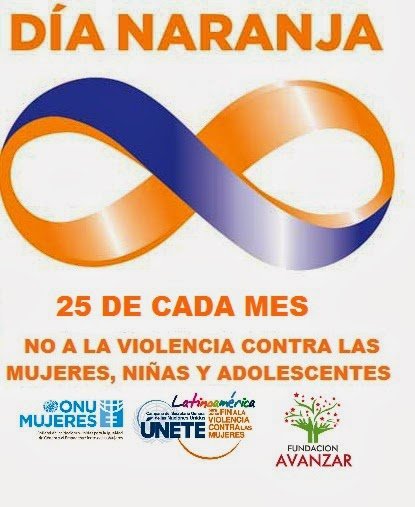 DÍA NARANJA
25 DE CADA MES
NO A LA VIOLENCIA CONTRA LAS
MUJERES, NIÑAS Y ADOLESCENTES
ONU
MUJERES
Latinoamérica
ÚNETE
FIN A LA
VIOLENCIA
CONTRA LAS
MUJERES
FUNDACION
AVANZAR